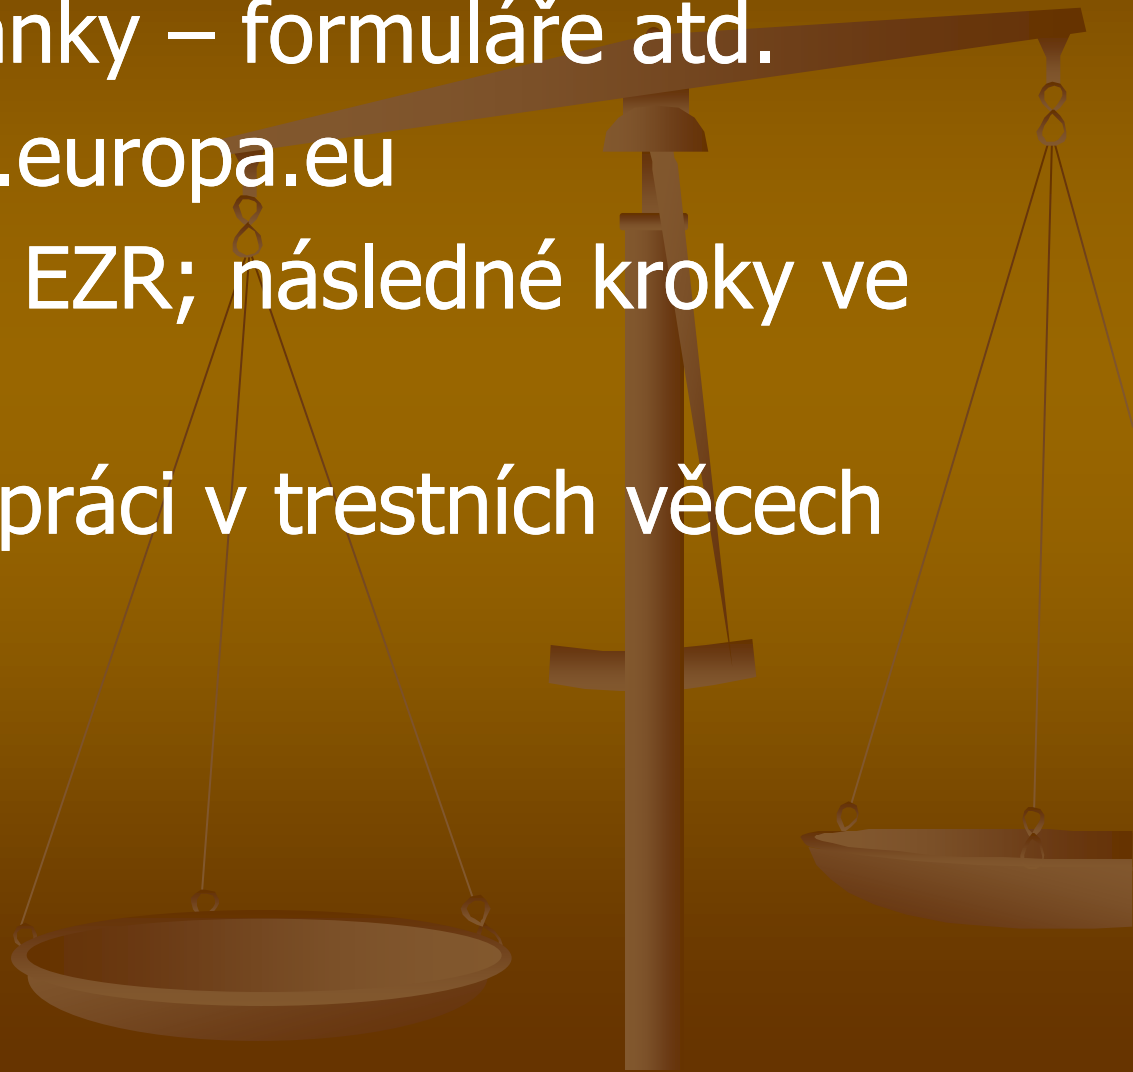 nky – formuláře atd.
.europa.eu
EZR; následné kroky ve
práci v trestních věcech